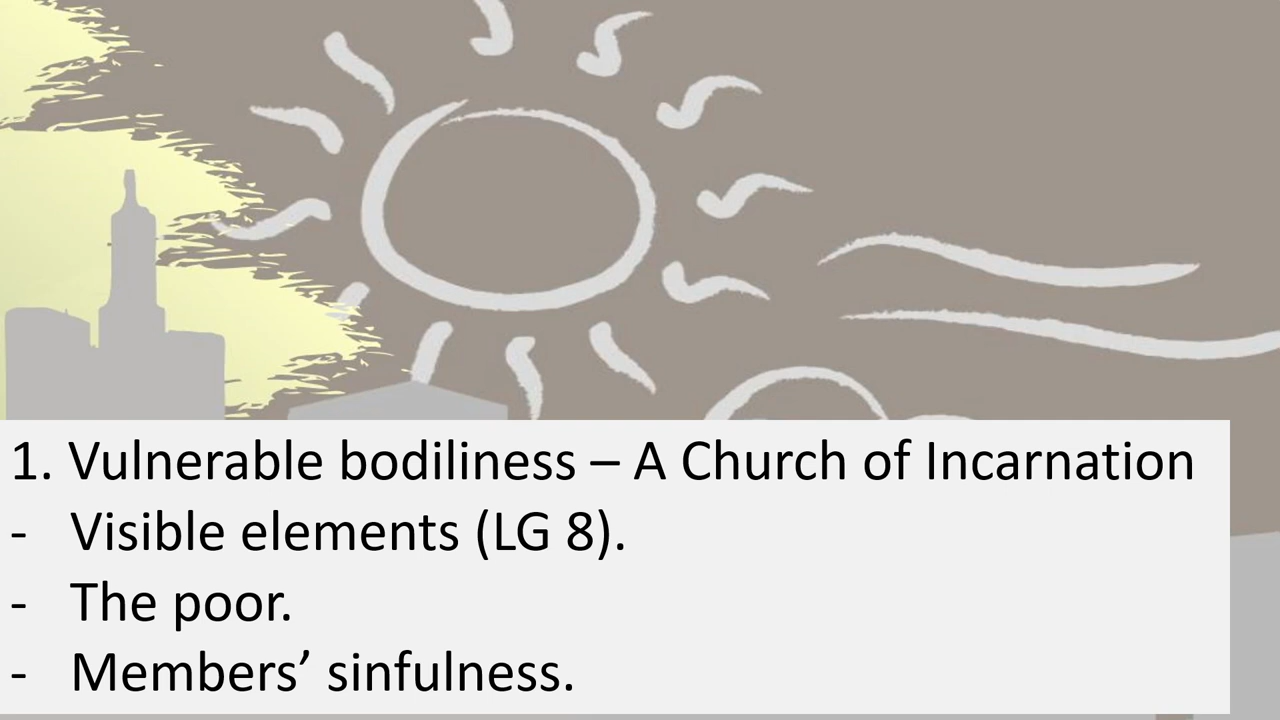 1. Vulnerable bodiliness – A Church of Incarnation
- Visible elements (LG 8).
- The poor.
- Members’ sinfulness.